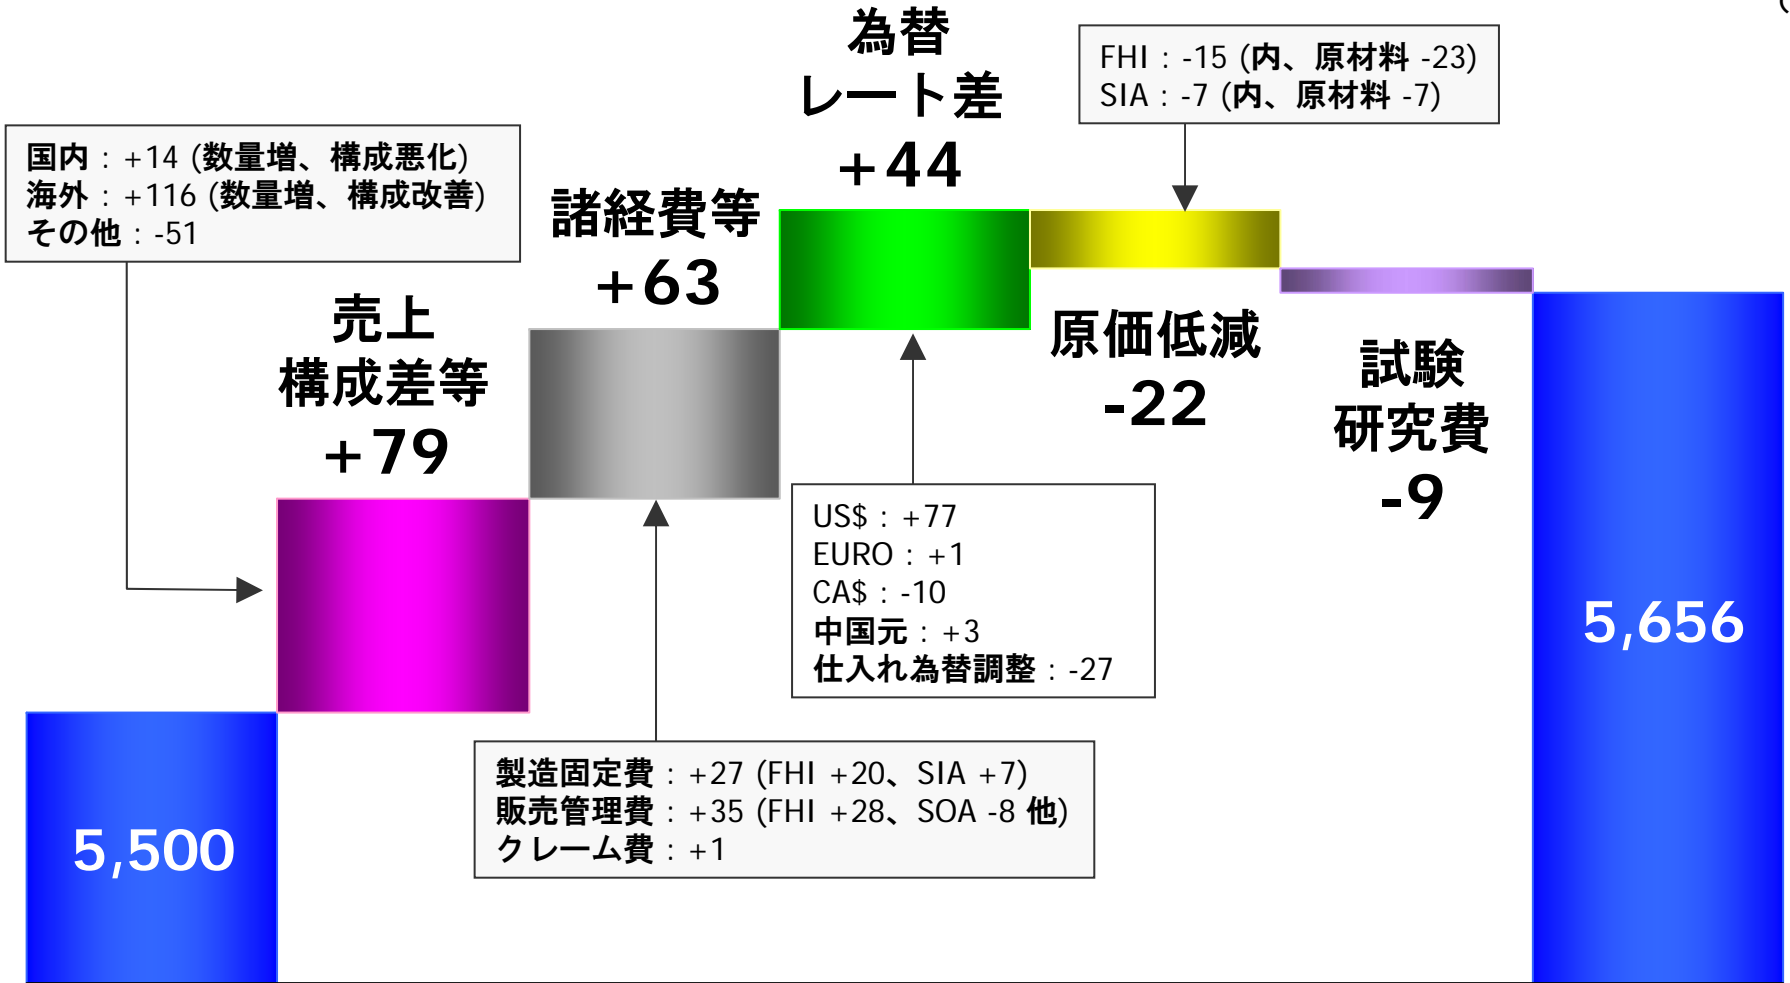 (
為替
レート差
+44
FHI : -15 (内、原材料 -23)
SIA : -7 (内、原材料 -7)
国内 : +14 (数量増、構成悪化)
海外 : +116 (数量増、構成改善)
その他 : -51
諸経費等
+63
売上
構成差等
+79
原価低減
-22
試験
研究費
-9
US$ : +77
EURO : +1
CA$ : -10
中国元 : +3
仕入れ為替調整 : -27
製造固定費 : +27 (FHI +20、SIA +7)
販売管理費 : +35 (FHI +28、SOA -8 他)
クレーム費 : +1
5,500
5,656